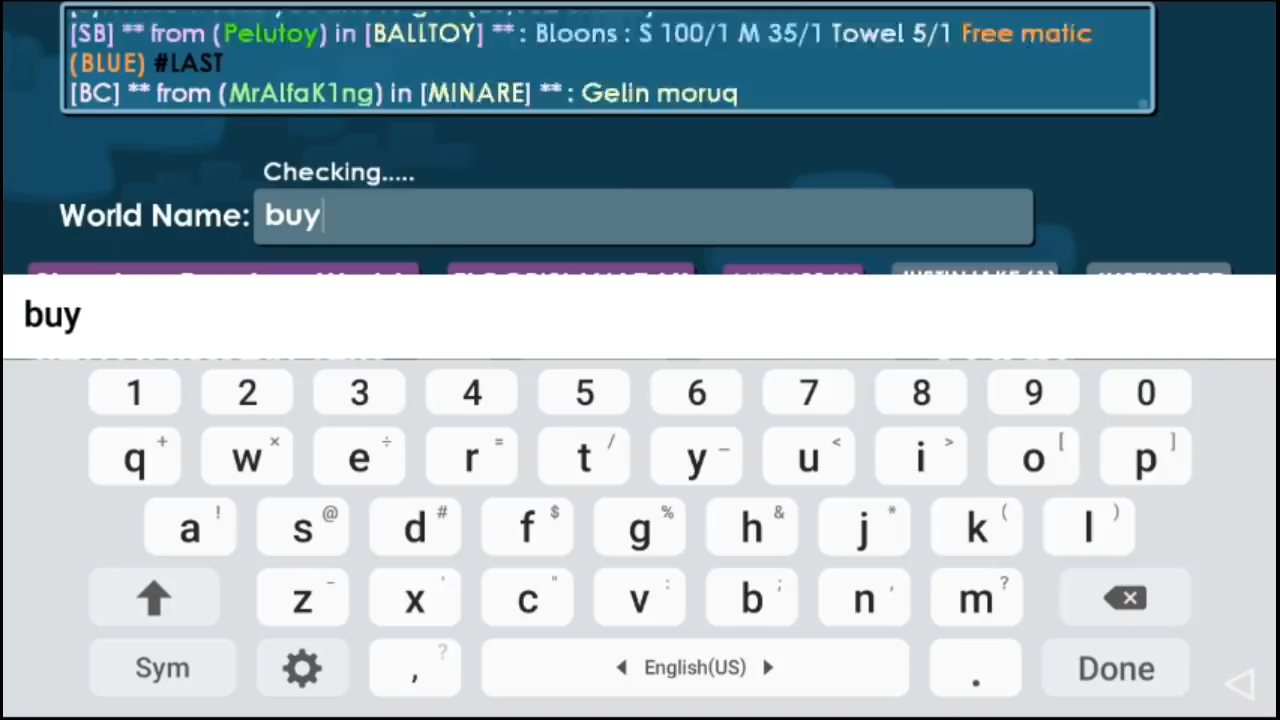 [SB] ** from (Pelutoy) in [BALLTOY] ** : Bloons : S 100/1 M 35/1 Towel 5/1 Free matic
(BLUE) #LAST
[BC] ** from (MrAlfaK1ng) in [MINARE] ** : Gelin moruq
Checking.....
World Name: buy
buy
1 2 3 4 5 6 7 8 9 0
q + w × e ÷ r = t / y _ u < i > o [ p ]
a ! s @ d # f $ g % h & j * k ( l )
z - x ' c " v : b ; n , m ?
Sym , ? English(US) . Done